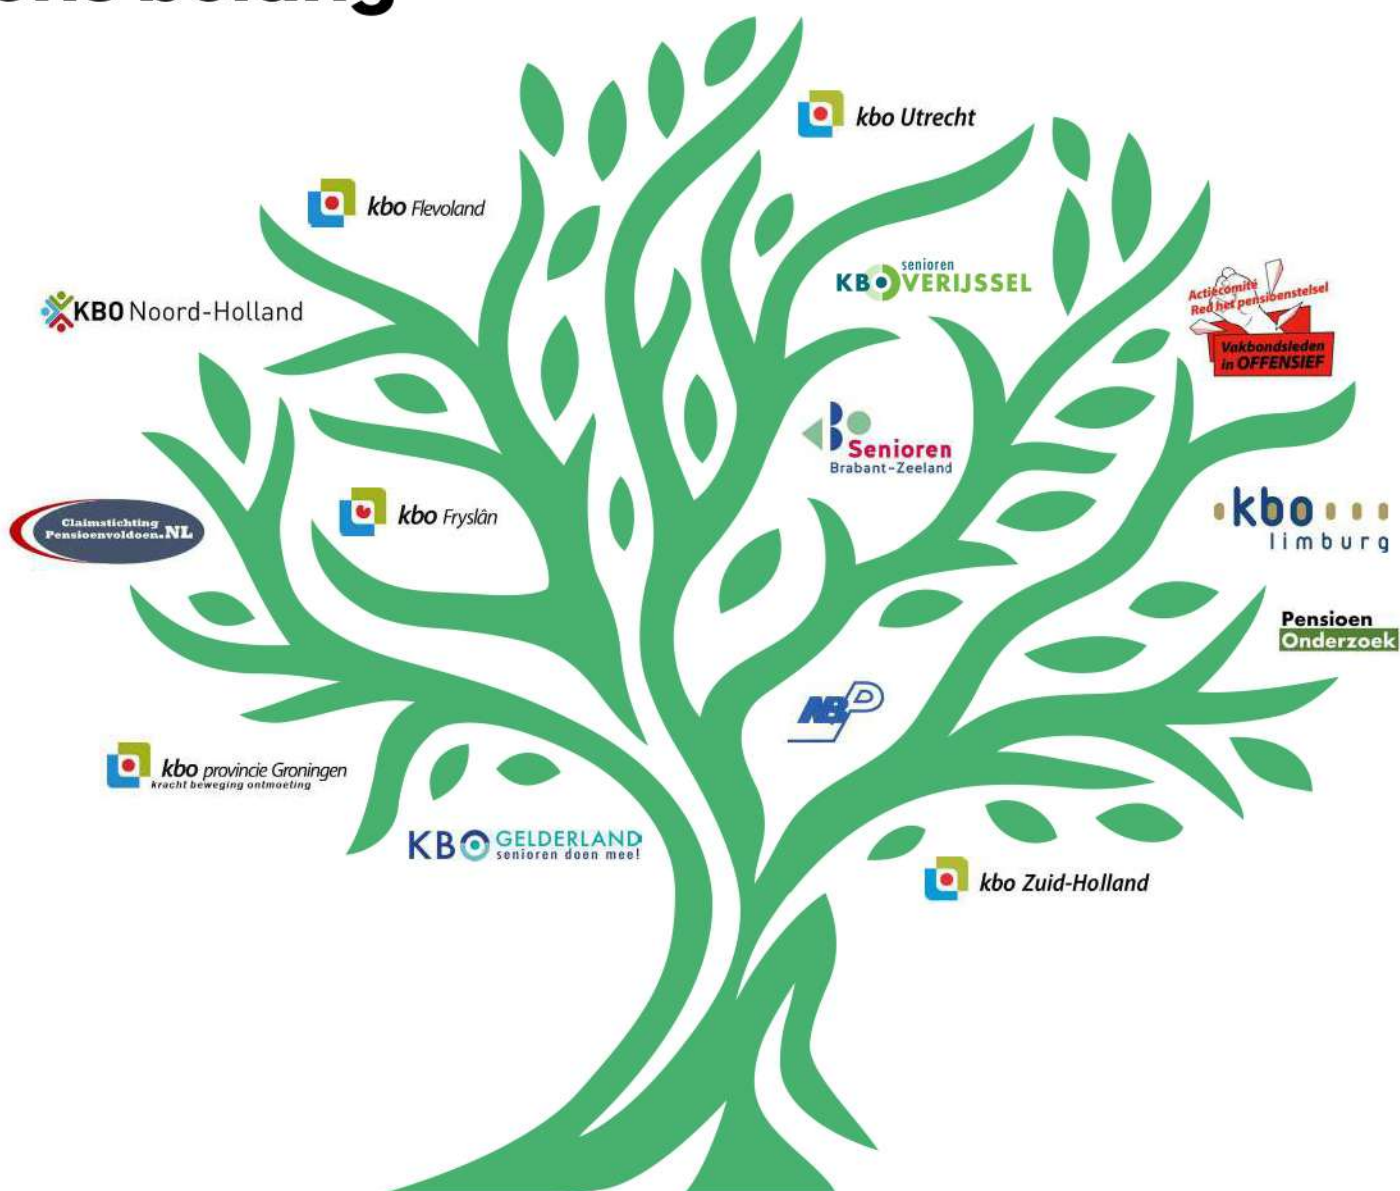 belang
kbo Utrecht
kbo Flevoland
senioren
KBO VERIJSSEL
KBO Noord-Holland
Actiecomité
Red het pensioenstelsel
Vakbondsleden
in OFFENSIEF
KBO
Senioren
Brabant-Zeeland
kbo
limburg
kbo Fryslân
Claimstichting
Pensioenvoldoen.NL
Pensioen
Onderzoek
NBP
kbo provincie Groningen
kracht beweging ontmoeting
KBO GELDERLAND
senioren doen mee!
kbo Zuid-Holland